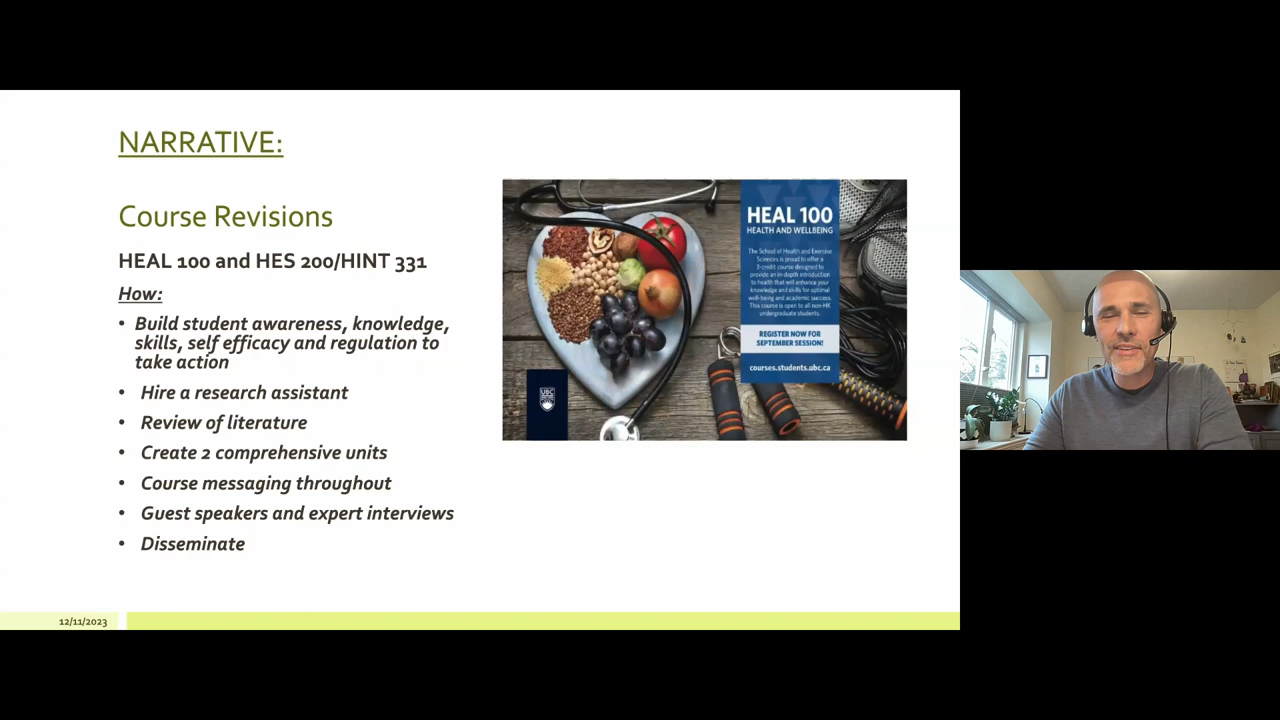 NARRATIVE:
Course Revisions
HEAL 100 and HES 200/HINT 331
How:
• Build student awareness, knowledge,
skills, self efficacy and regulation to
take action
• Hire a research assistant
• Review of literature
• Create 2 comprehensive units
• Course messaging throughout
• Guest speakers and expert interviews
• Disseminate
HEAL 100
HEALTH AND WELLBEING
The School of Health and Exercise
Sciences is proud to offer a
3-credit course designed to
provide an in-depth introduction
to health that will enhance your
knowledge and skills for optimal
well-being and academic success.
This course is open to all non-HK
undergraduate students.
REGISTER NOW FOR
SEPTEMBER SESSION!
courses.students.ubc.ca
UBC
12/11/2023